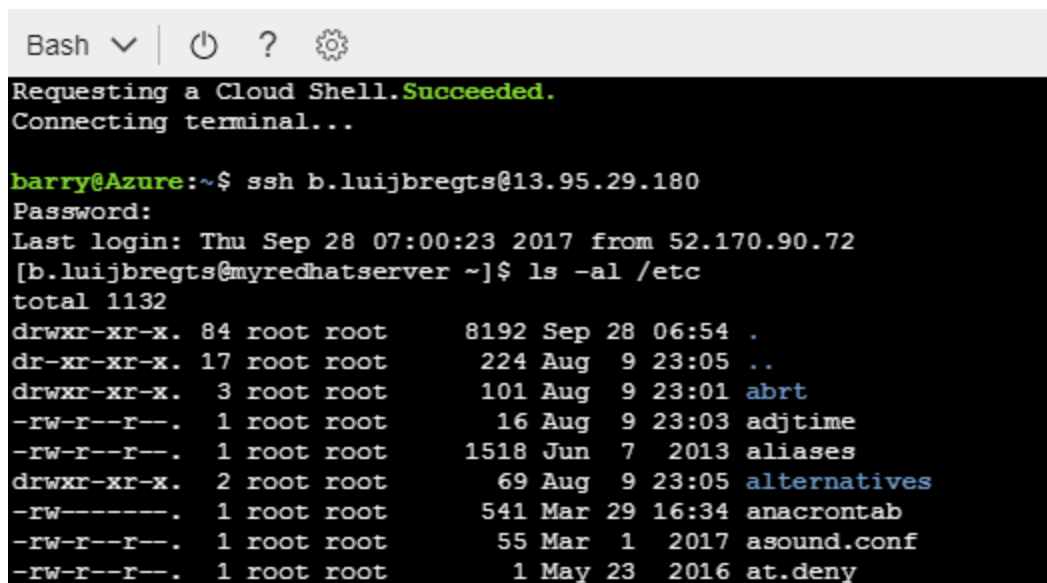 Bash ?
Requesting a Cloud Shell.Succeeded.
Connecting terminal...
barry@Azure:~$ ssh b.luijbregts@13.95.29.180
Password:
Last login: Thu Sep 28 07:00:23 2017 from 52.170.90.72
[b.luijbregts@myredhatserver ~]$ ls -al /etc
total 1132
drwxr-xr-x. 84 root root     8192 Sep 28 06:54 .
dr-xr-xr-x. 17 root root      224 Aug  9 23:05 ..
drwxr-xr-x.  3 root root      101 Aug  9 23:01 abrt
-rw-r--r--.  1 root root       16 Aug  9 23:03 adjtime
-rw-r--r--.  1 root root     1518 Jun  7  2013 aliases
drwxr-xr-x.  2 root root       69 Aug  9 23:05 alternatives
-rw-------.  1 root root      541 Mar 29 16:34 anacrontab
-rw-r--r--.  1 root root       55 Mar  1  2017 asound.conf
-rw-r--r--.  1 root root        1 May 23  2016 at.deny